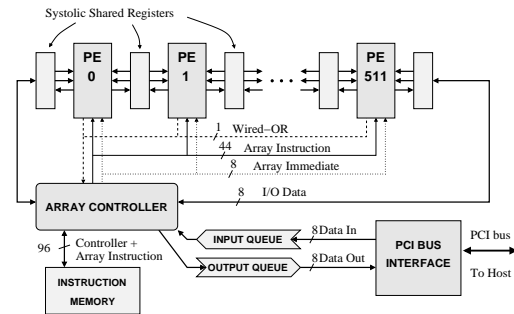 Systolic Shared Registers
PE
0
PE
1
PE
511
1 Wired−OR
44 Array Instruction
8 Array Immediate
8 I/O Data
ARRAY CONTROLLER
96
Controller +
Array Instruction
INSTRUCTION
MEMORY
INPUT QUEUE
8 Data In
OUTPUT QUEUE
8 Data Out
PCI BUS
INTERFACE
PCI bus
To Host